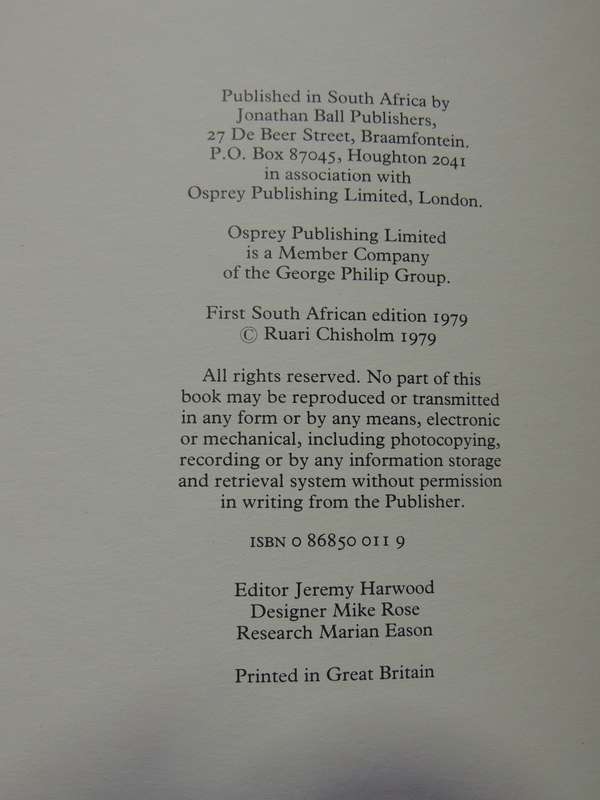 Published in South Africa by
Jonathan Ball Publishers,
27 De Beer Street, Braamfontein.
P.O. Box 87045, Houghton 2041
in association with
Osprey Publishing Limited, London.
Osprey Publishing Limited
is a Member Company
of the George Philip Group.
First South African edition 1979
© Ruari Chisholm 1979
All rights reserved. No part of this
book may be reproduced or transmitted
in any form or by any means, electronic
or mechanical, including photocopying,
recording or by any information storage
and retrieval system without permission
in writing from the Publisher.
ISBN 0 86850 011 9
Editor Jeremy Harwood
Designer Mike Rose
Research Marian Eason
Printed in Great Britain